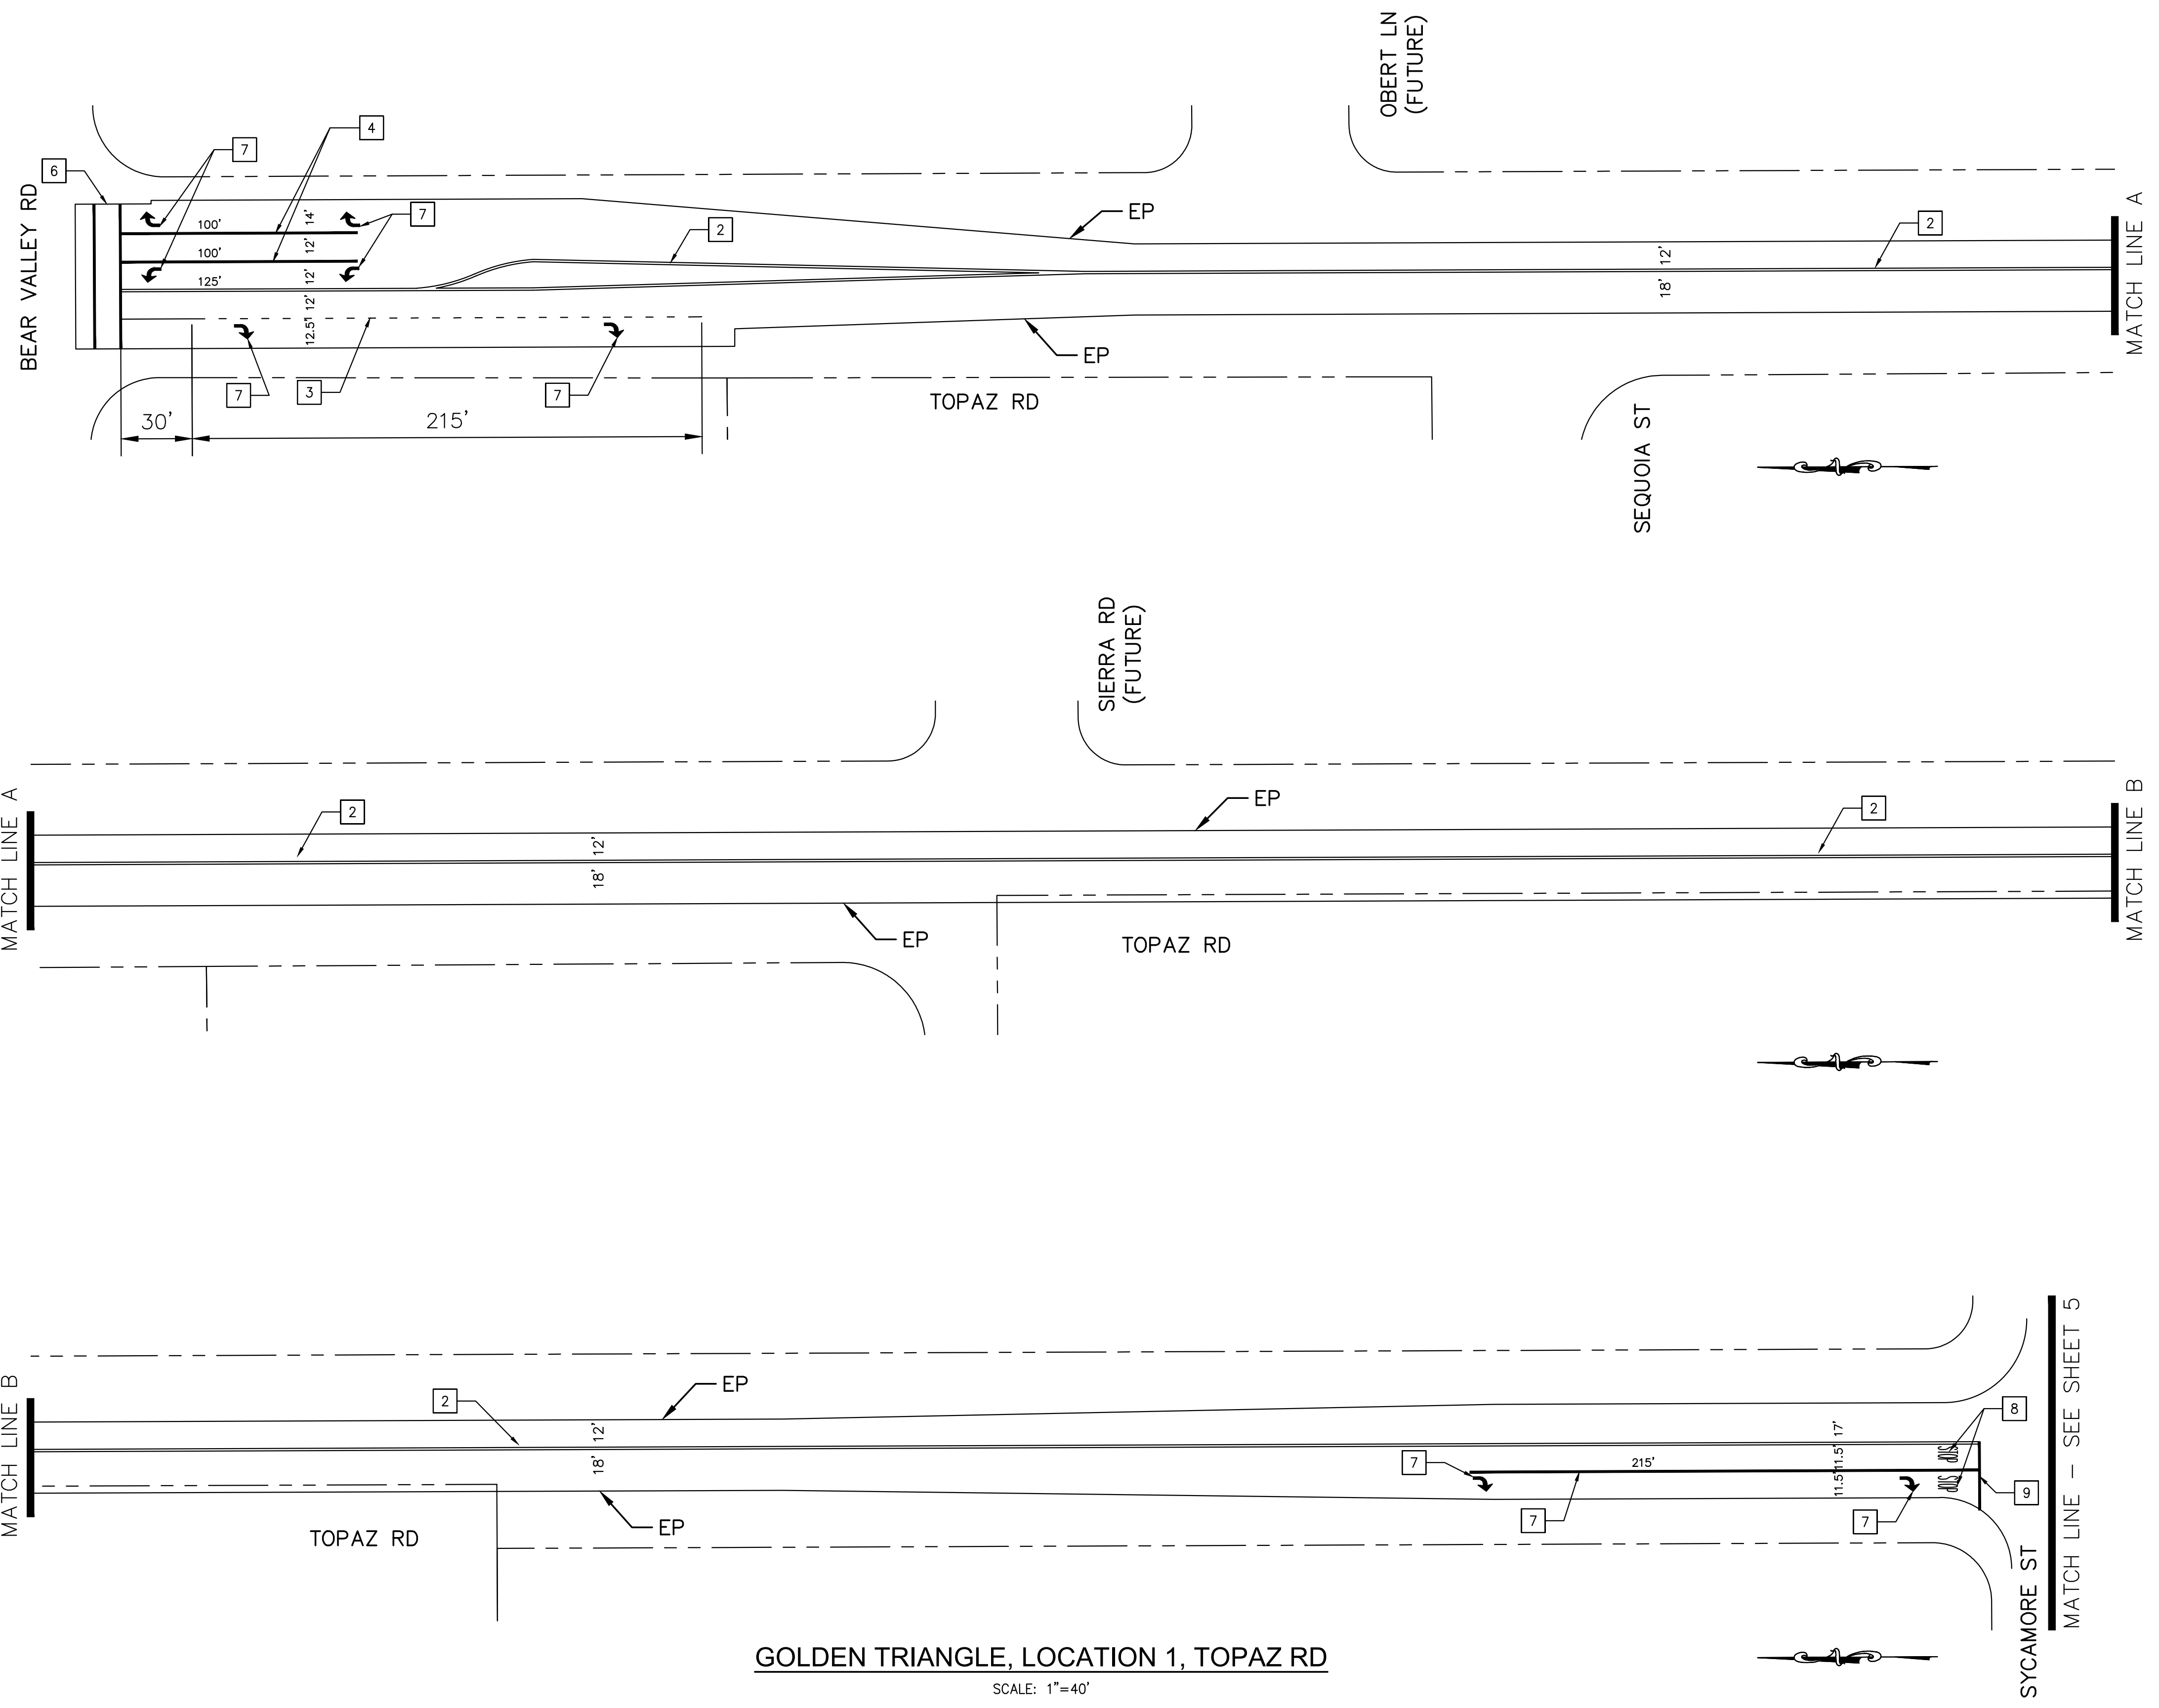 OBERT LN
(FUTURE)
BEAR VALLEY RD
6
7
4
7
2
EP
2
100'
14'
100'
12'
125'
12'
12'
12.5'
12'
18'
MATCH LINE A
EP
7
3
7
TOPAZ RD
30'
215'
SEQUOIA ST
SIERRA RD
(FUTURE)
MATCH LINE A
2
EP
2
12'
18'
MATCH LINE B
EP
TOPAZ RD
MATCH LINE B
2
EP
12'
18'
EP
TOPAZ RD
7
215'
7
7
17'
11.5'
11.5'
STOP
STOP
8
9
SYCAMORE ST
MATCH LINE - SEE SHEET 5
GOLDEN TRIANGLE, LOCATION 1, TOPAZ RD
SCALE: 1"=40'